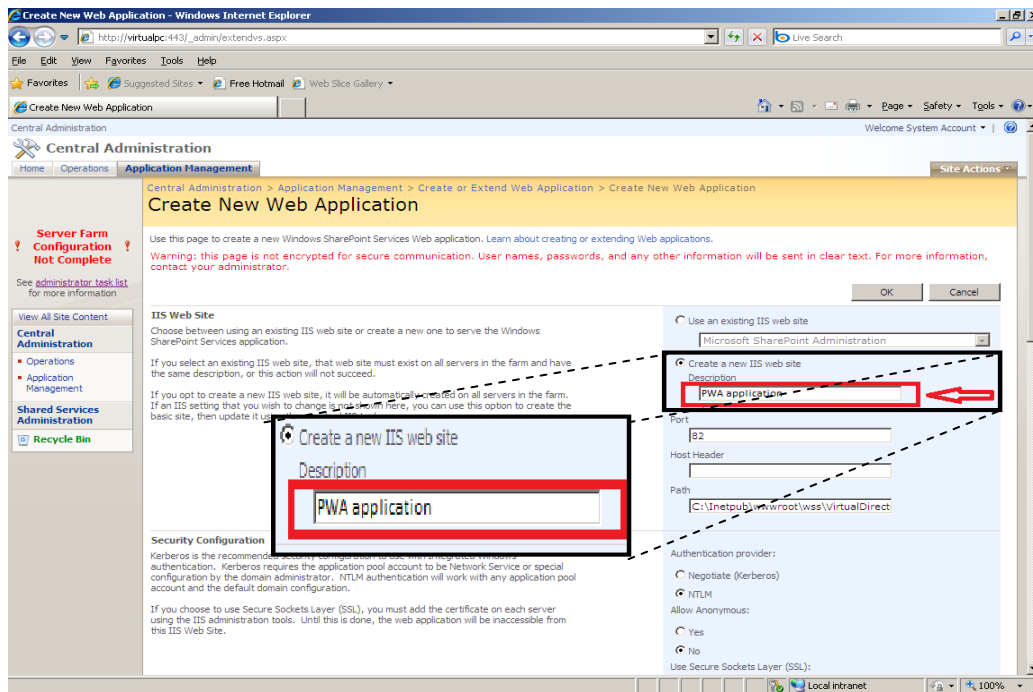 Create New Web Application - Windows Internet Explorer
http://virtualpc:443/_admin/extendvs.aspx
Live Search
File Edit View Favorites Tools Help
Favorites Suggested Sites Free Hotmail Web Slice Gallery
Create New Web Application
Page Safety Tools
Central Administration
Welcome System Account
Central Administration
Home Operations Application Management
Site Actions
Central Administration > Application Management > Create or Extend Web Application > Create New Web Application
Create New Web Application
Server Farm
! Configuration !
Not Complete
See administrator task list
for more information
View All Site Content
Central
Administration
Operations
Application
Management
Shared Services
Administration
Recycle Bin
Use this page to create a new Windows SharePoint Services Web application. Learn about creating or extending Web applications.
Warning: this page is not encrypted for secure communication. User names, passwords, and any other information will be sent in clear text. For more information,
contact your administrator.
OK Cancel
IIS Web Site
Choose between using an existing IIS web site or create a new one to serve the Windows
SharePoint Services application.
If you select an existing IIS web site, that web site must exist on all servers in the farm and have
the same description, or this action will not succeed.
If you opt to create a new IIS web site, it will be automatically created on all servers in the farm.
If an IIS setting that you wish to change is not shown here, you can use this option to create the
basic site, then update it
Use an existing IIS web site
Microsoft SharePoint Administration
Create a new IIS web site
Description
PWA application
Port
82
Host Header
Path
C:\Inetpub\wwwroot\wss\VirtualDirect
Create a new IIS web site
Description
PWA application
Security Configuration
Kerberos is the recommended security configuration to use with Integrated Windows
authentication. Kerberos requires the application pool account to be Network Service or special
configuration by the domain administrator. NTLM authentication will work with any application pool
account and the default domain configuration.
If you choose to use Secure Sockets Layer (SSL), you must add the certificate on each server
using the IIS administration tools. Until this is done, the web application will be inaccessible from
this IIS Web Site.
Authentication provider:
Negotiate (Kerberos)
NTLM
Allow Anonymous:
Yes
No
Use Secure Sockets Layer (SSL):
Local intranet
100%